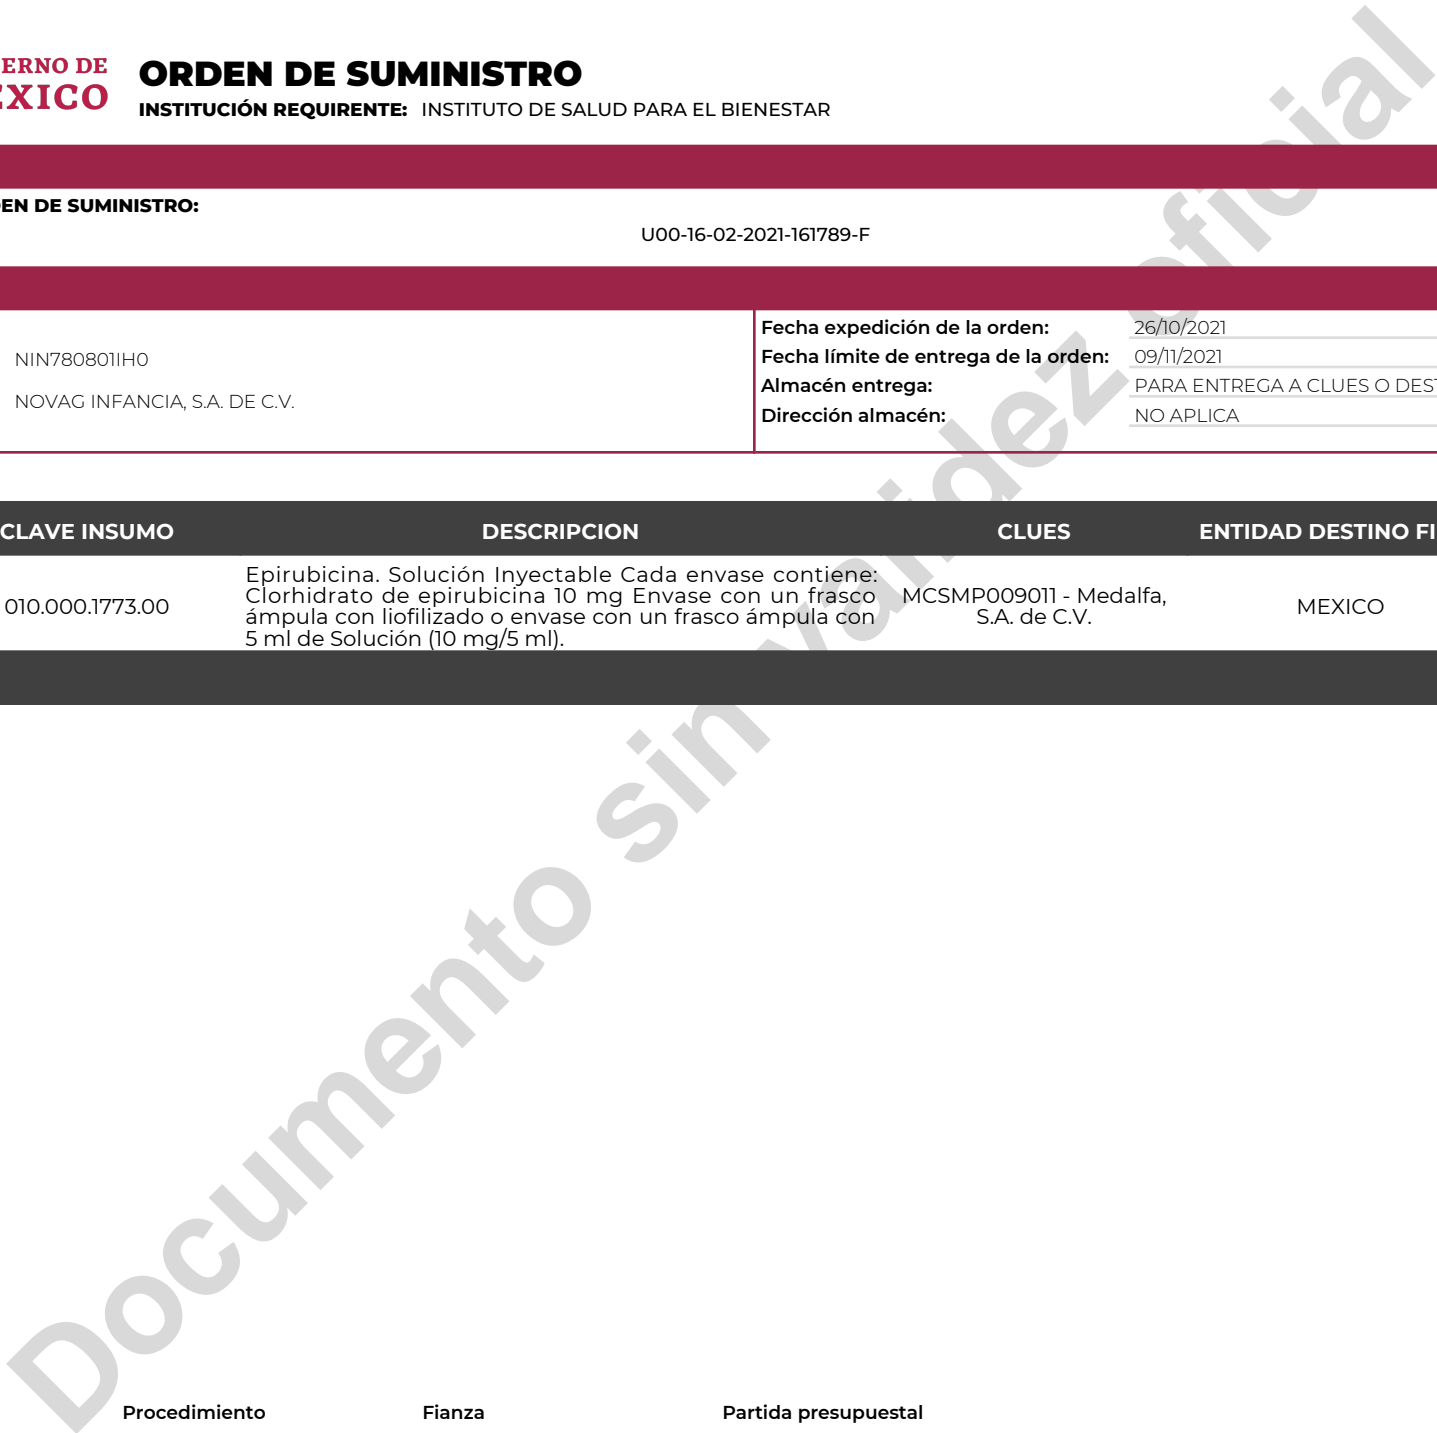 ERNO DE
EXICO
ORDEN DE SUMINISTRO
INSTITUCIÓN REQUIRENTE: INSTITUTO DE SALUD PARA EL BIENESTAR
EN DE SUMINISTRO:
U00-16-02-2021-161789-F
NIN780801IH0
NOVAG INFANCIA, S.A. DE C.V.
Fecha expedición de la orden: 26/10/2021
Fecha límite de entrega de la orden: 09/11/2021
Almacén entrega: PARA ENTREGA A CLUES O DEST
Dirección almacén: NO APLICA
CLAVE INSUMO DESCRIPCION CLUES ENTIDAD DESTINO FI
010.000.1773.00
Epirubicina. Solución Inyectable Cada envase contiene:
Clorhidrato de epirubicina 10 mg Envase con un frasco
ámpula con liofilizado o envase con un frasco ámpula con
5 ml de Solución (10 mg/5 ml).
MCSMP009011 - Medalfa,
S.A. de C.V.
MEXICO
Documento sin validez oficial
Procedimiento Fianza Partida presupuestal